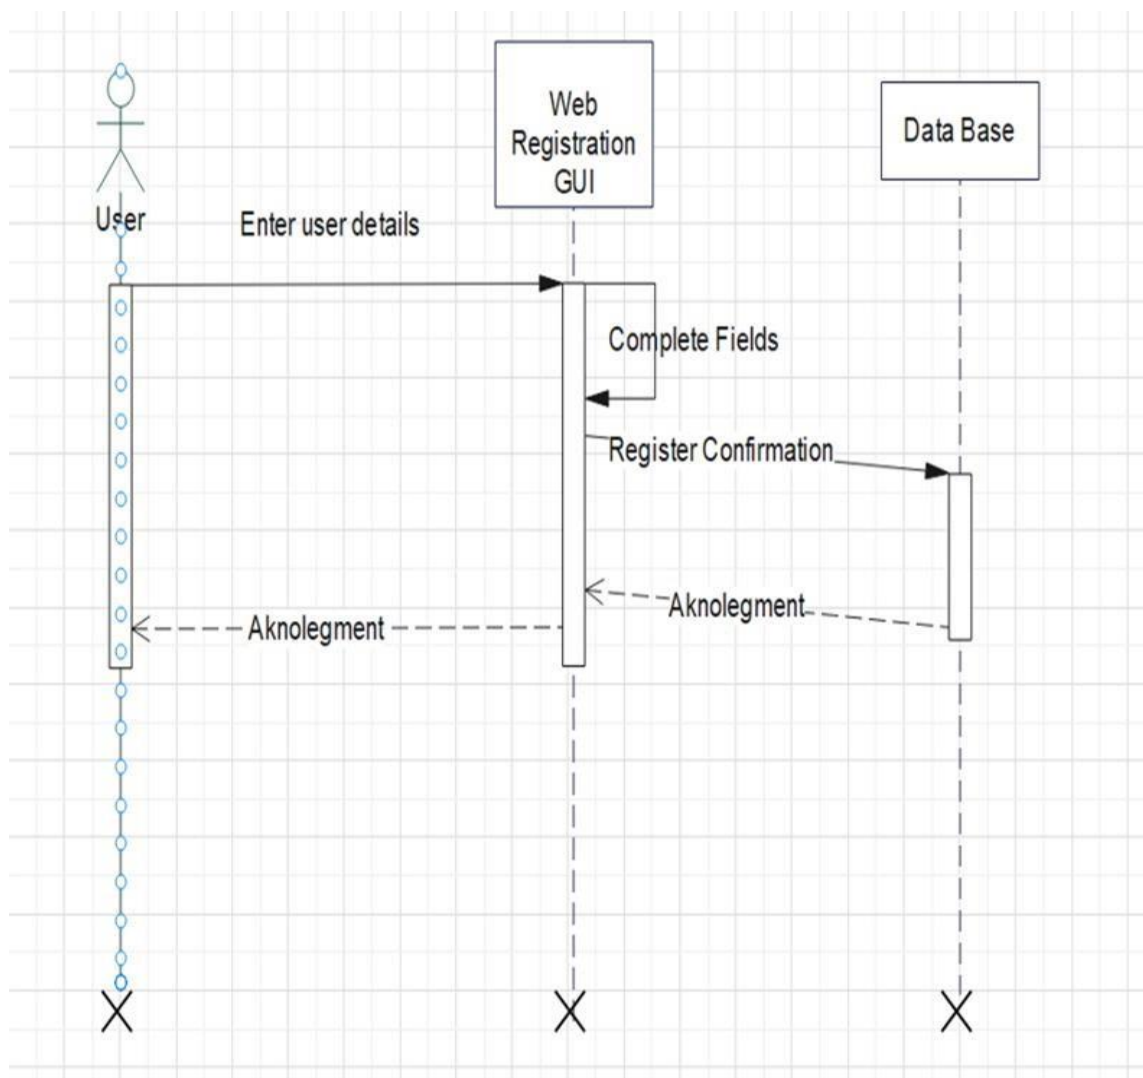 Web
Registration
GUI
Data Base
User
Enter user details
Complete Fields
Register Confirmation
Aknolegment
Aknolegment